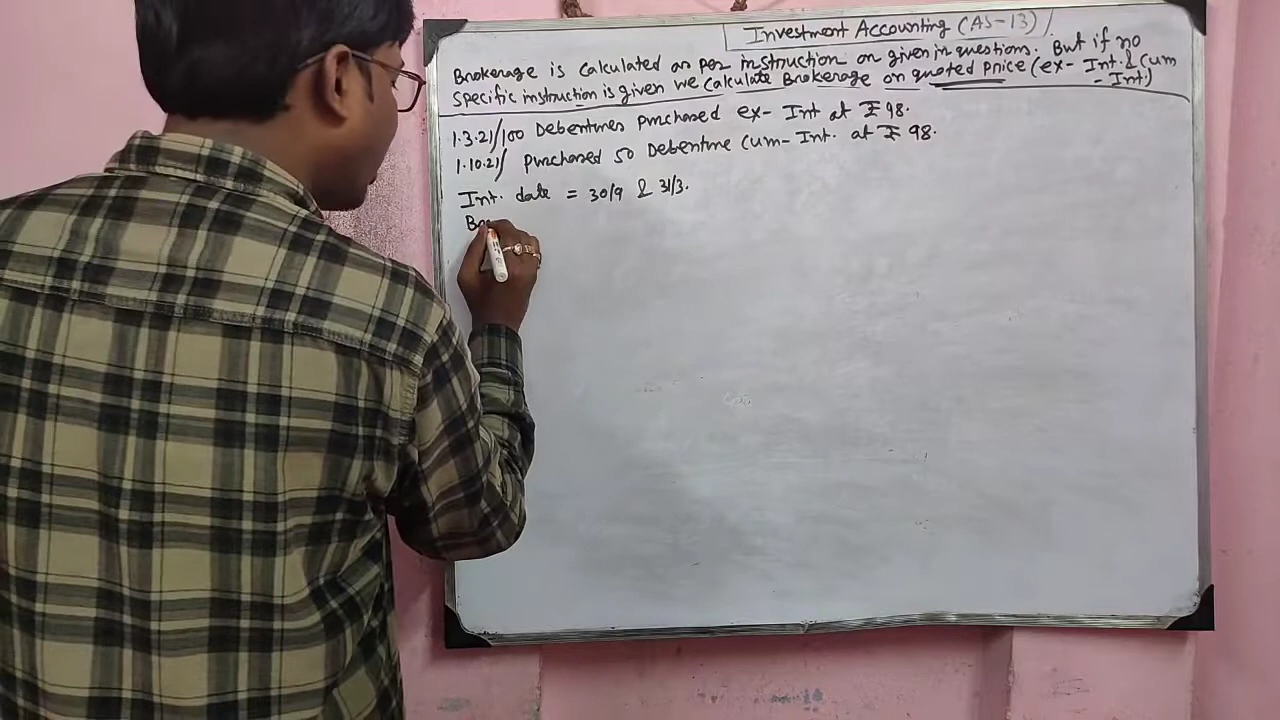 Investment Accounting (AS-13)
Brokerage is calculated as per instruction on given in questions. But if no
specific instruction is given we calculate Brokerage on quoted price (ex- Int. & cum
- Int)
1.3.21/ 100 Debentures purchased ex- Int at ₹ 98.
1.10.21/ purchased 50 Debenture cum- Int. at ₹ 98.
Int. date = 30/9 & 31/3.